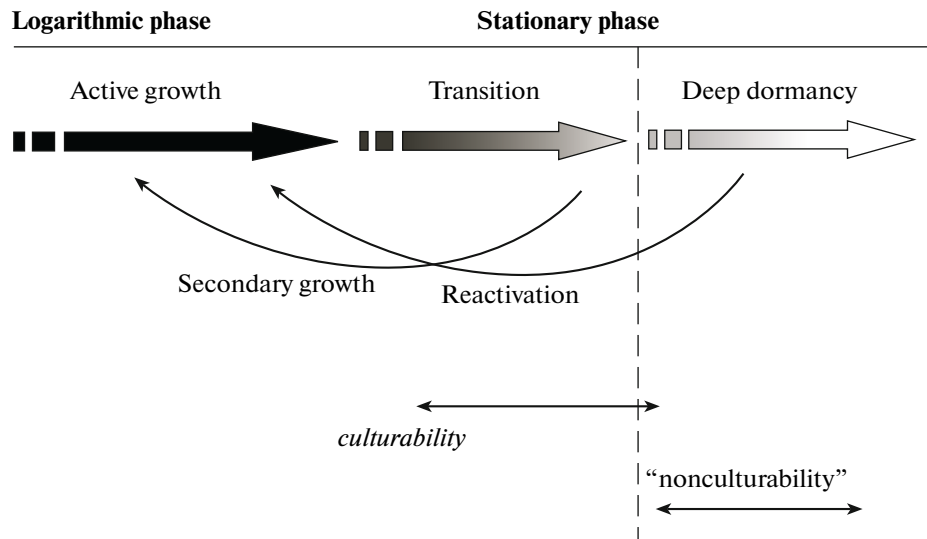 Logarithmic phase
Stationary phase
Active growth
Transition
Deep dormancy
Secondary growth
Reactivation
culturability
“nonculturability”